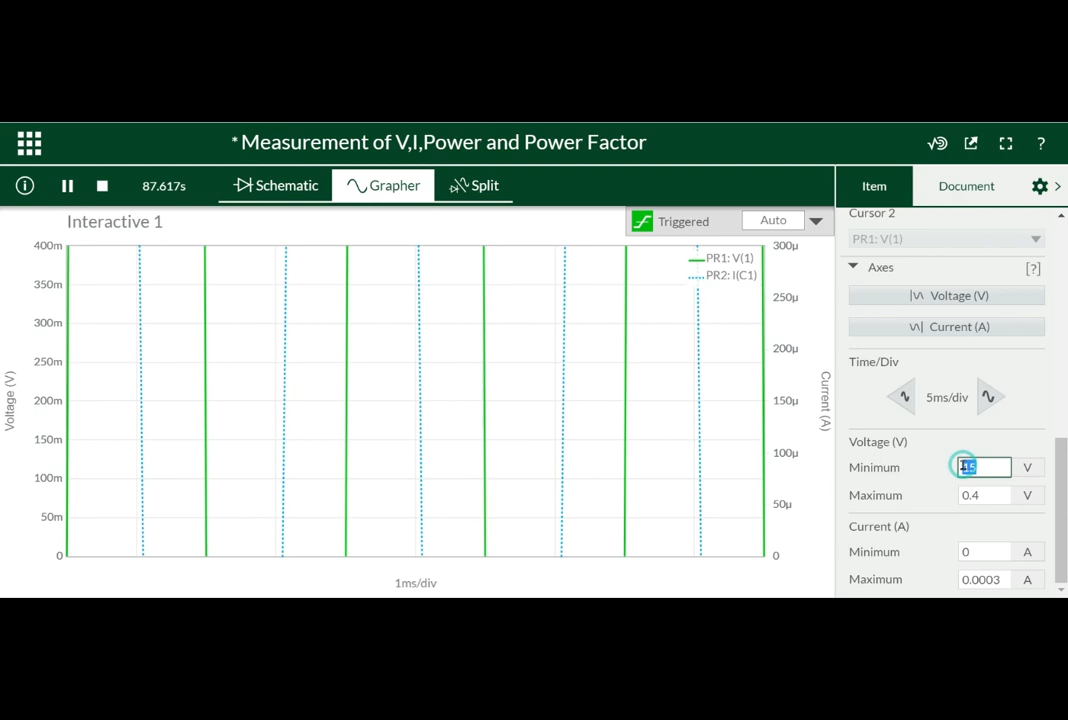 * Measurement of V,I,Power and Power Factor
?
87.617s
Schematic
Grapher
Split
Item
Document
Interactive 1
Triggered
Auto
Cursor 2
PR1: V(1)
Axes
[?]
Voltage (V)
Current (A)
Time/Div
5ms/div
Voltage (V)
Minimum
V
Maximum
0.4
V
Current (A)
Minimum
0
A
Maximum
0.0003
A
PR1: V(1)
PR2: I(C1)
400m
350m
300m
250m
200m
150m
100m
50m
0
Voltage (V)
300µ
250µ
200µ
150µ
100µ
50µ
0
Current (A)
1ms/div